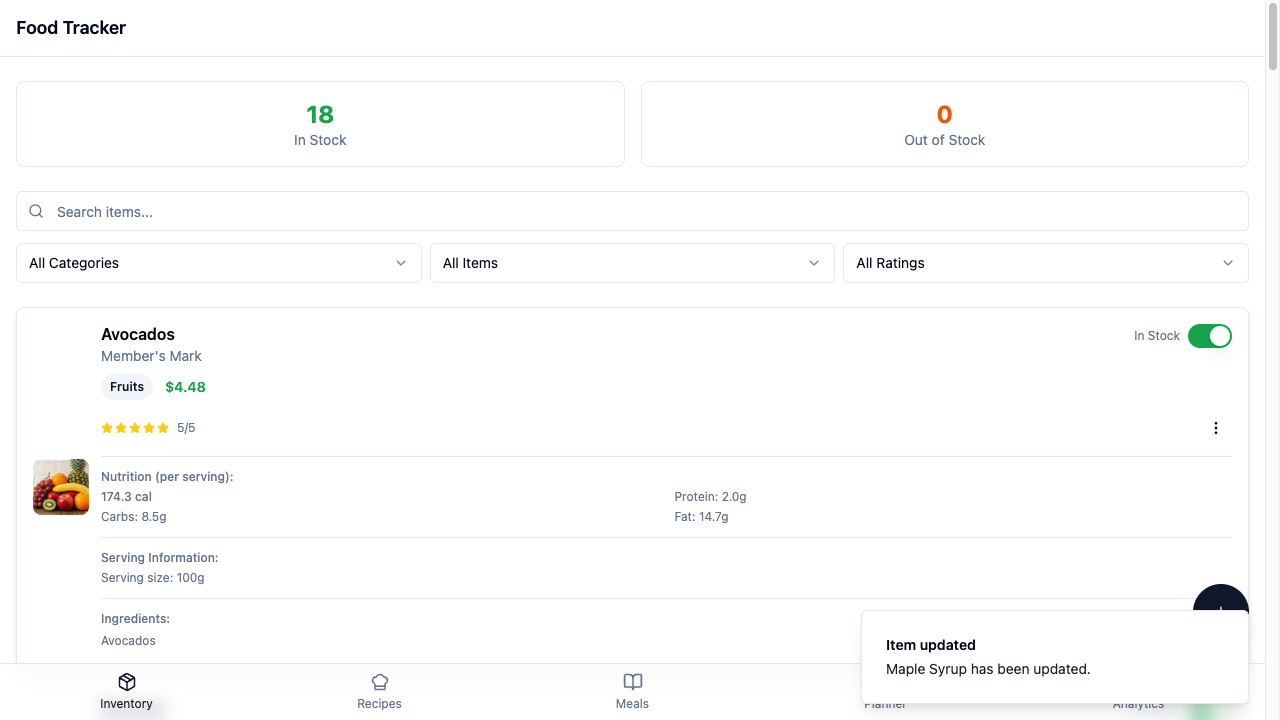 Food Tracker
18
In Stock
0
Out of Stock
Search items...
All Categories
All Items
All Ratings
Avocados
In Stock
Member's Mark
Fruits
$4.48
5/5
Nutrition (per serving):
174.3 cal
Protein: 2.0g
Carbs: 8.5g
Fat: 14.7g
Serving Information:
Serving size: 100g
Ingredients:
Avocados
Item updated
Maple Syrup has been updated.
Inventory
Recipes
Meals
Planner
Analytics